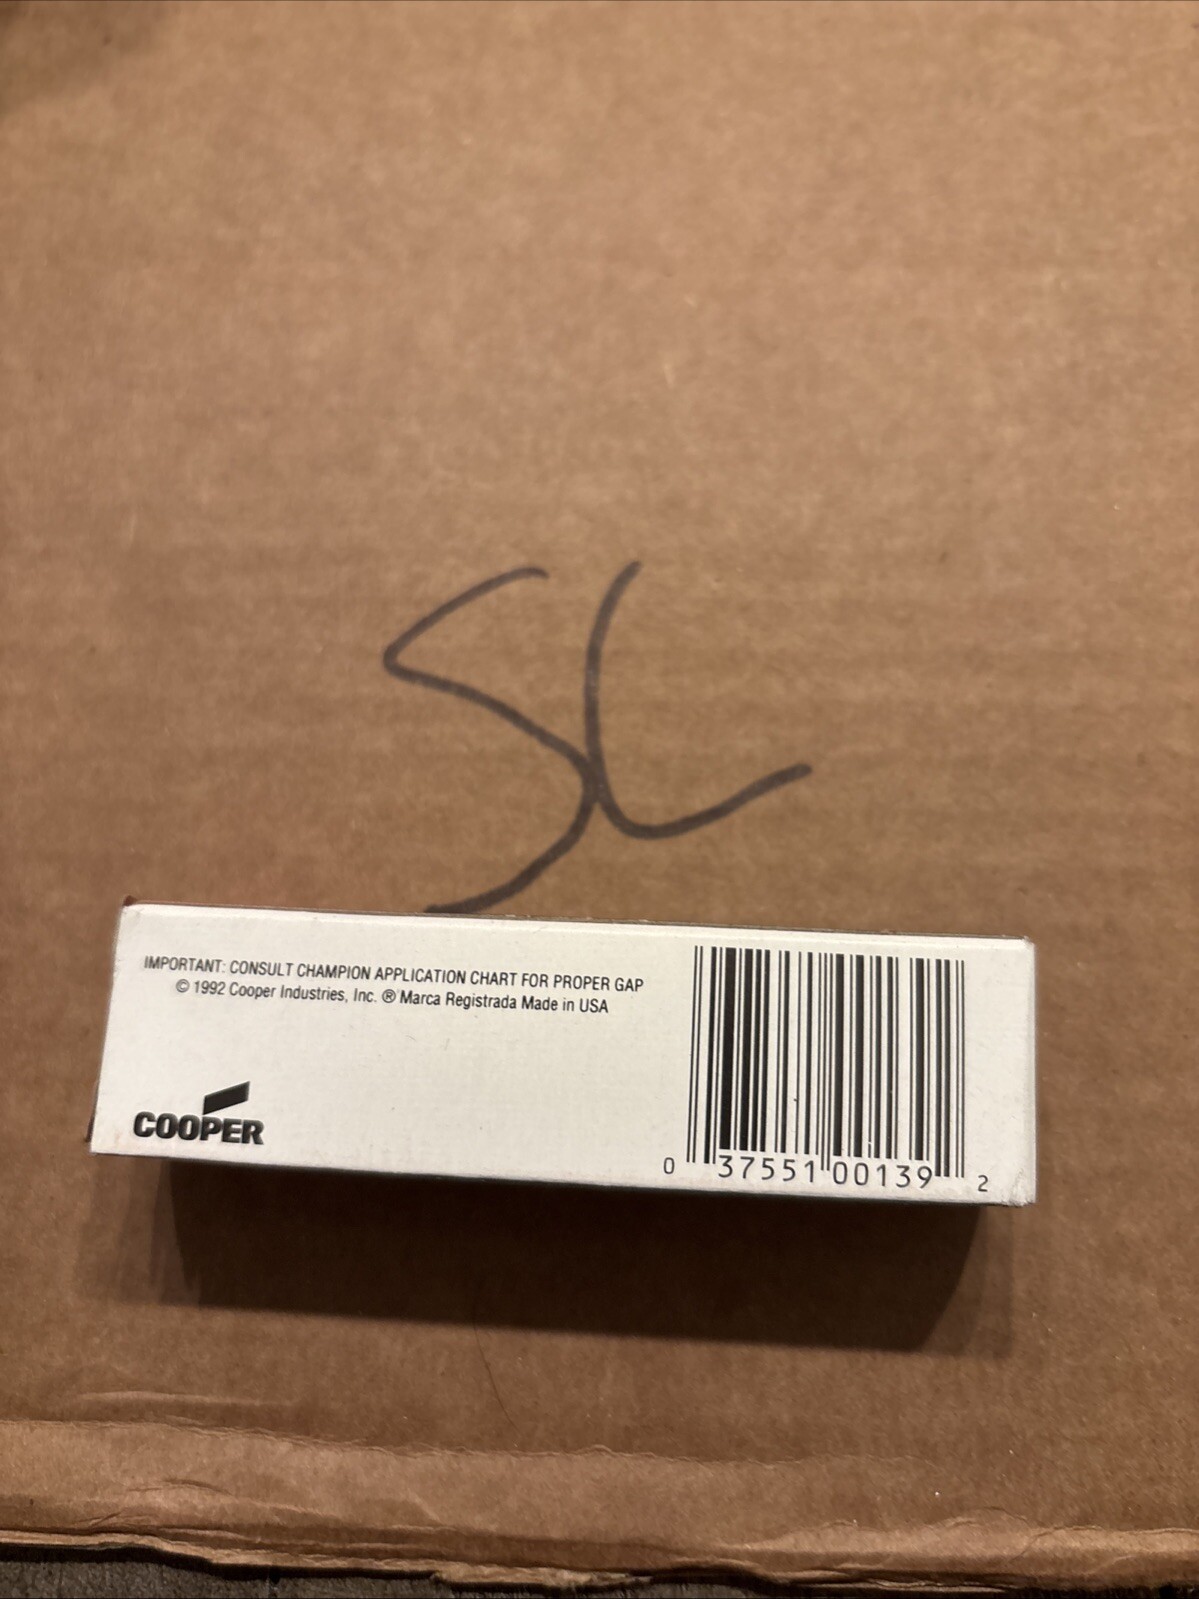 SL
IMPORTANT: CONSULT CHAMPION APPLICATION CHART FOR PROPER GAP
© 1992 Cooper Industries, Inc. ® Marca Registrada Made in USA
COOPER
0 37551 00139 2